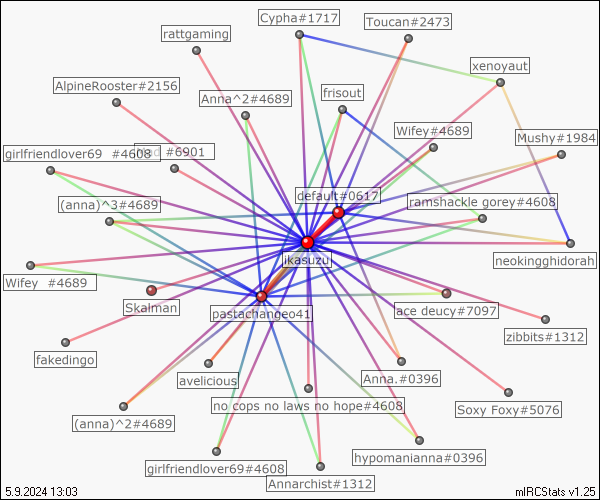 Cypha#1717
Toucan#2473
rattgaming
xenoyaut
AlpineRooster#2156
Anna^2#4689
frisout
Wifey#4689
Mushy#1984
girlfriendlover69 #4608
#6901
default#0617
(anna)^3#4689
ramshackle gorey#4608
jikasuzu
neokingghidorah
Wifey #4689
Skalman
pastachangeo41
ace deucy#7097
zibbits#1312
fakedingo
avelicious
Anna.#0396
no cops no laws no hope#4608
Soxy Foxy#5076
(anna)^2#4689
girlfriendlover69#4608
hypomanianna#0396
Annarchist#1312
5.9.2024 13:03
mIRCStats v1.25